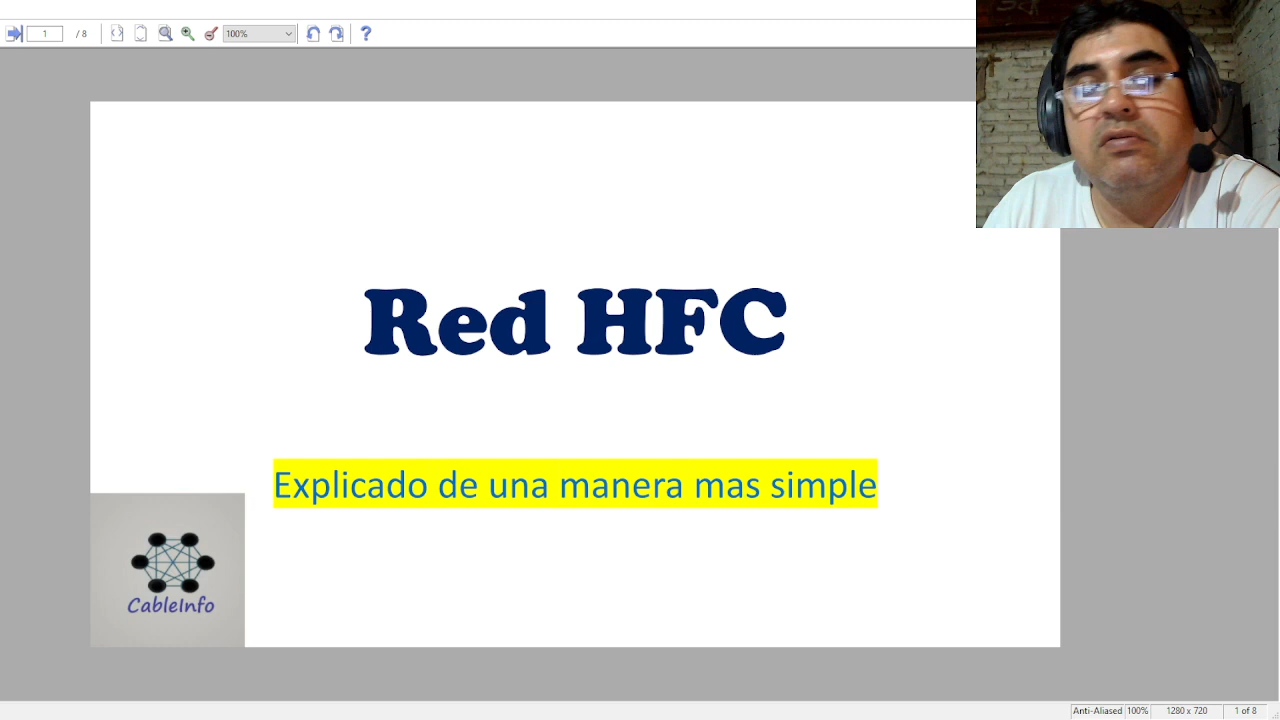 1 / 8 100% ?
Red HFC
Explicado de una manera mas simple
CableInfo
Anti-Aliased 100% 1280 x 720 1 of 8